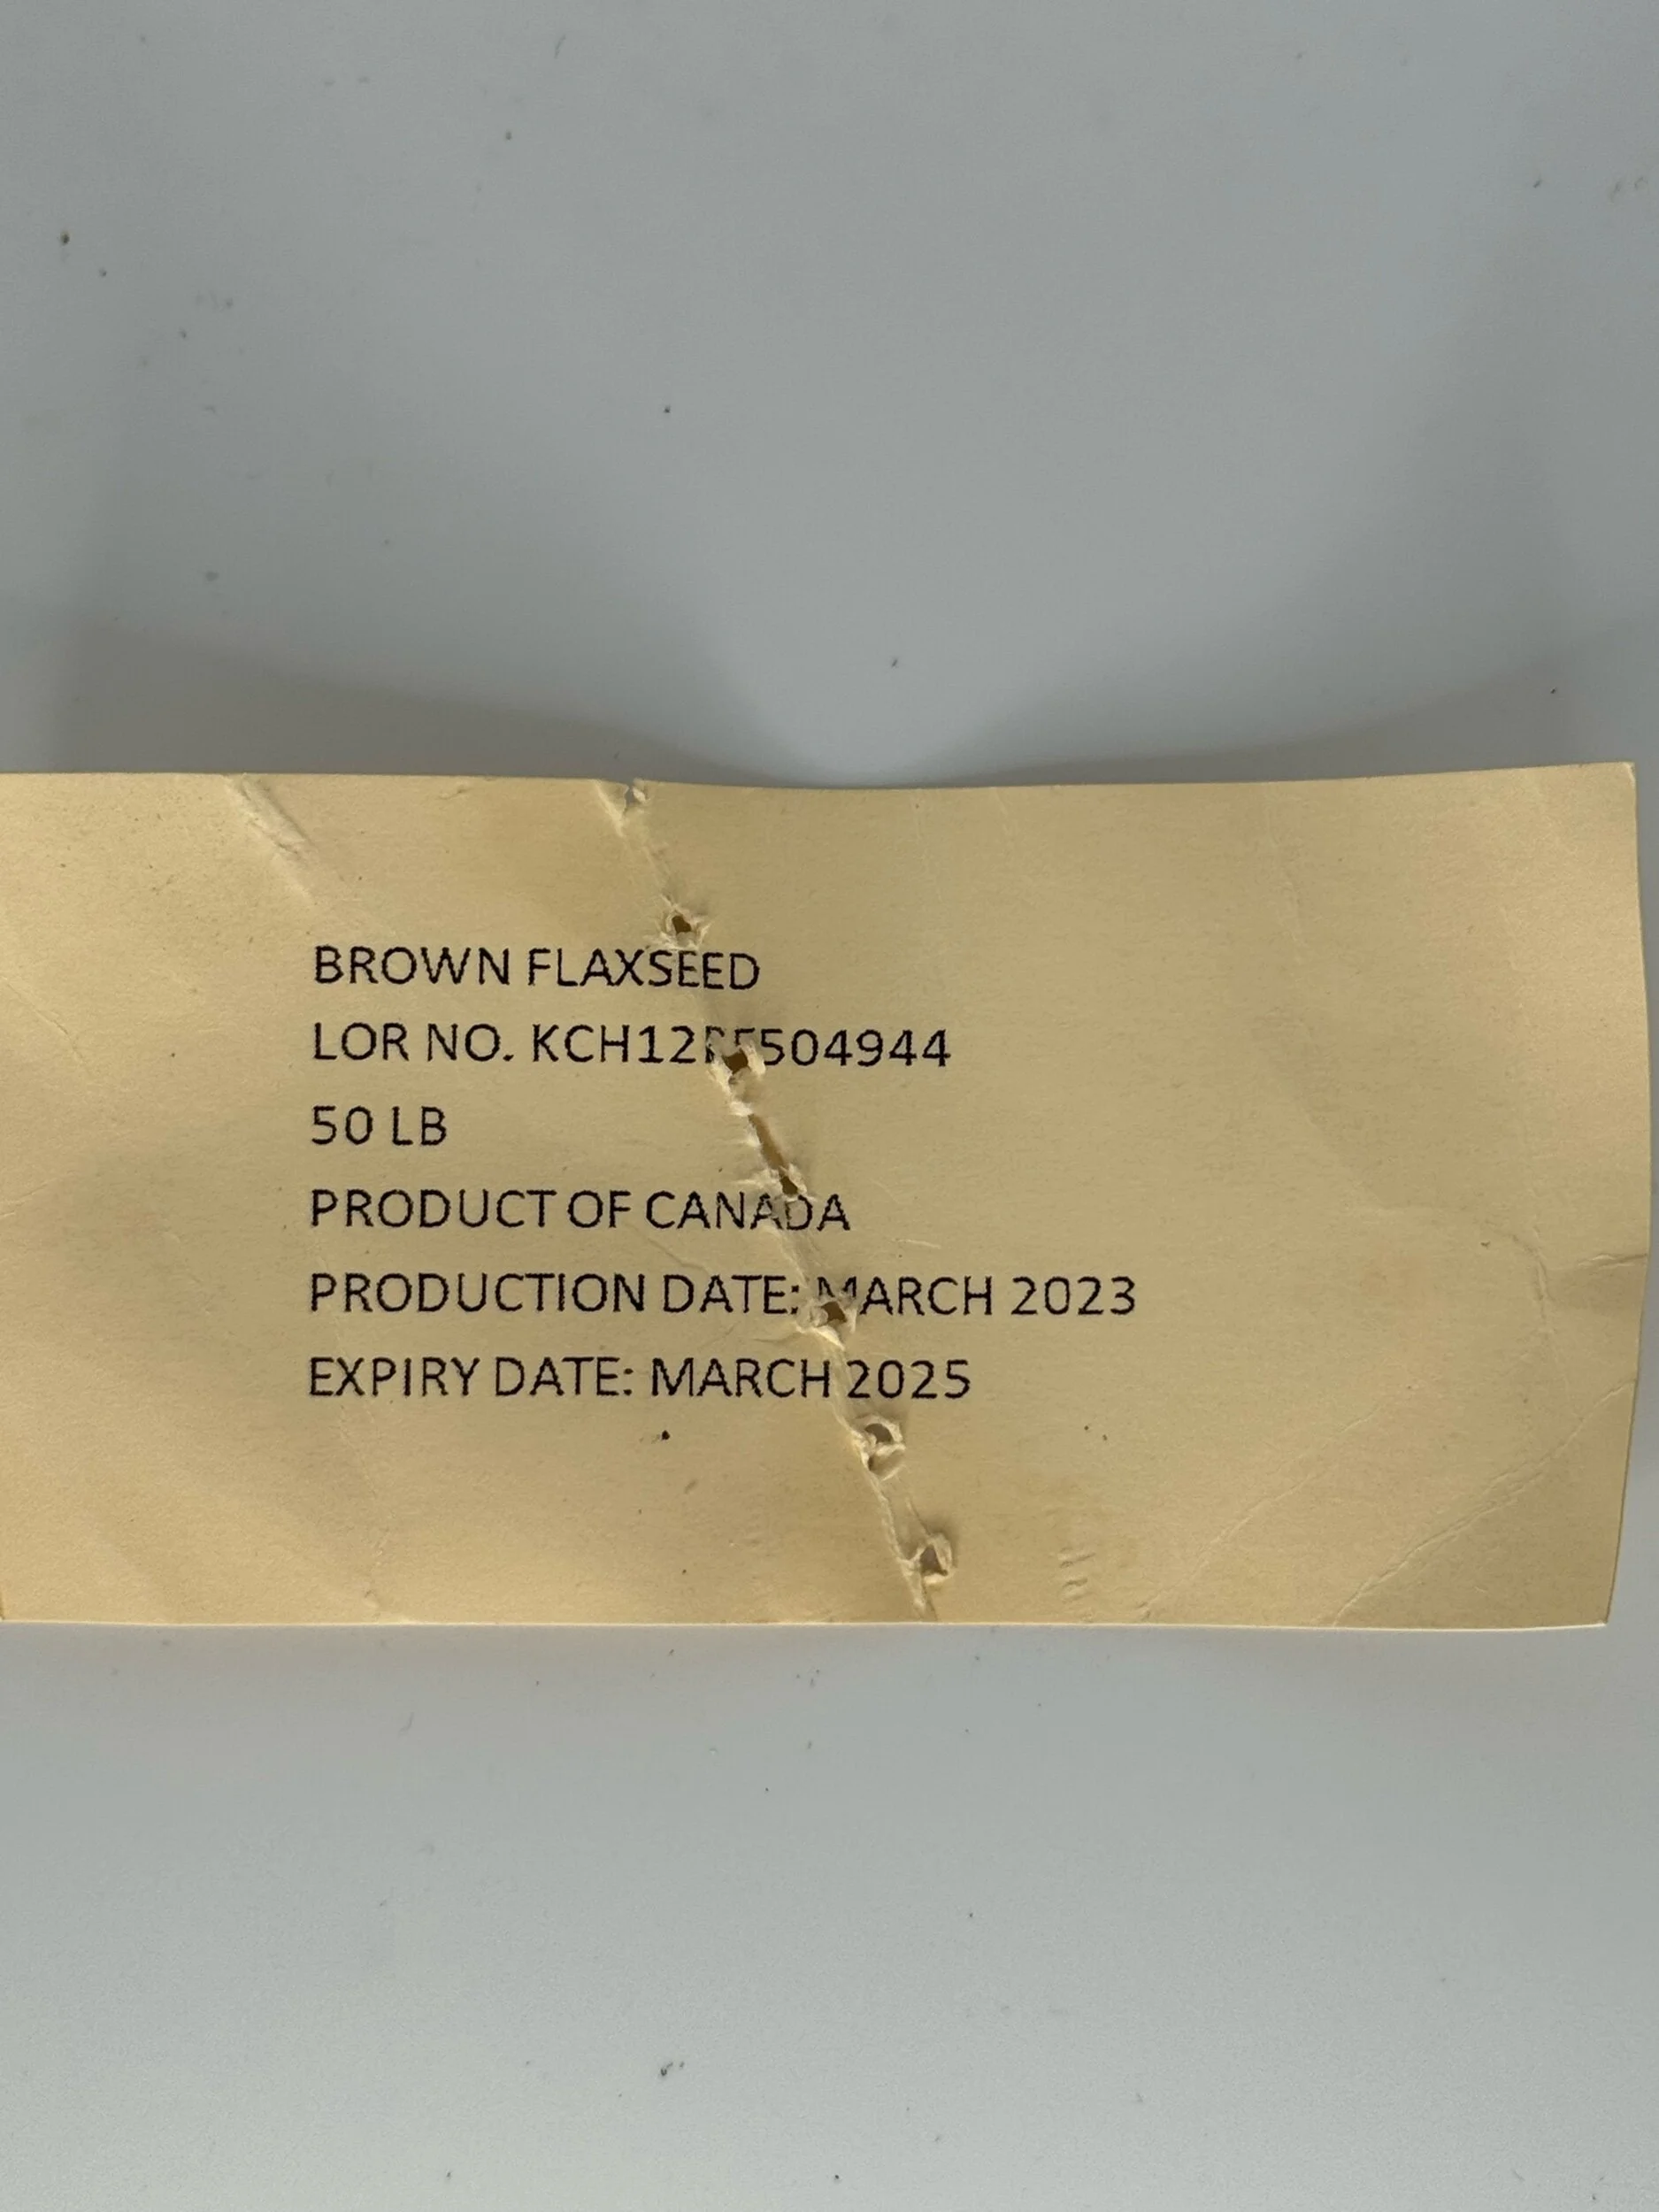 BROWN FLAXSEED
LOR NO.
50 LB
PRODUCT OF CANADA
PRODUCTION DATE: MARCH 2023
EXPIRY DATE: MARCH 2025